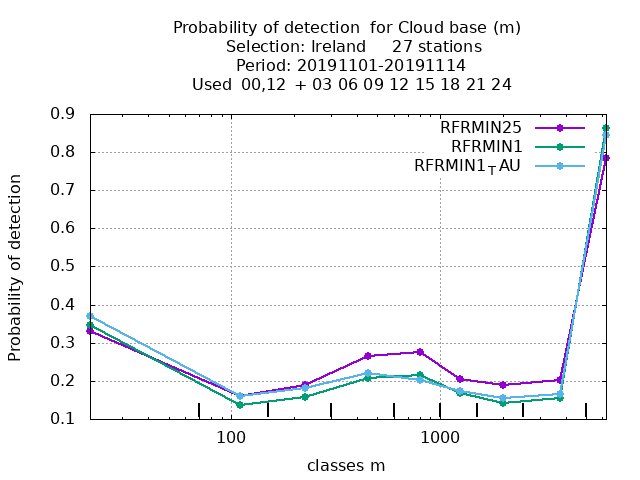 Probability of detection  for Cloud base (m)
Selection: Ireland     27 stations
Period: 20191101-20191114
Used  00,12  + 03 06 09 12 15 18 21 24
RFRMIN25
RFRMIN1
RFRMIN1TAU
0.9
0.8
0.7
0.6
0.5
0.4
0.3
0.2
0.1
Probability of detection
100 1000
classes m